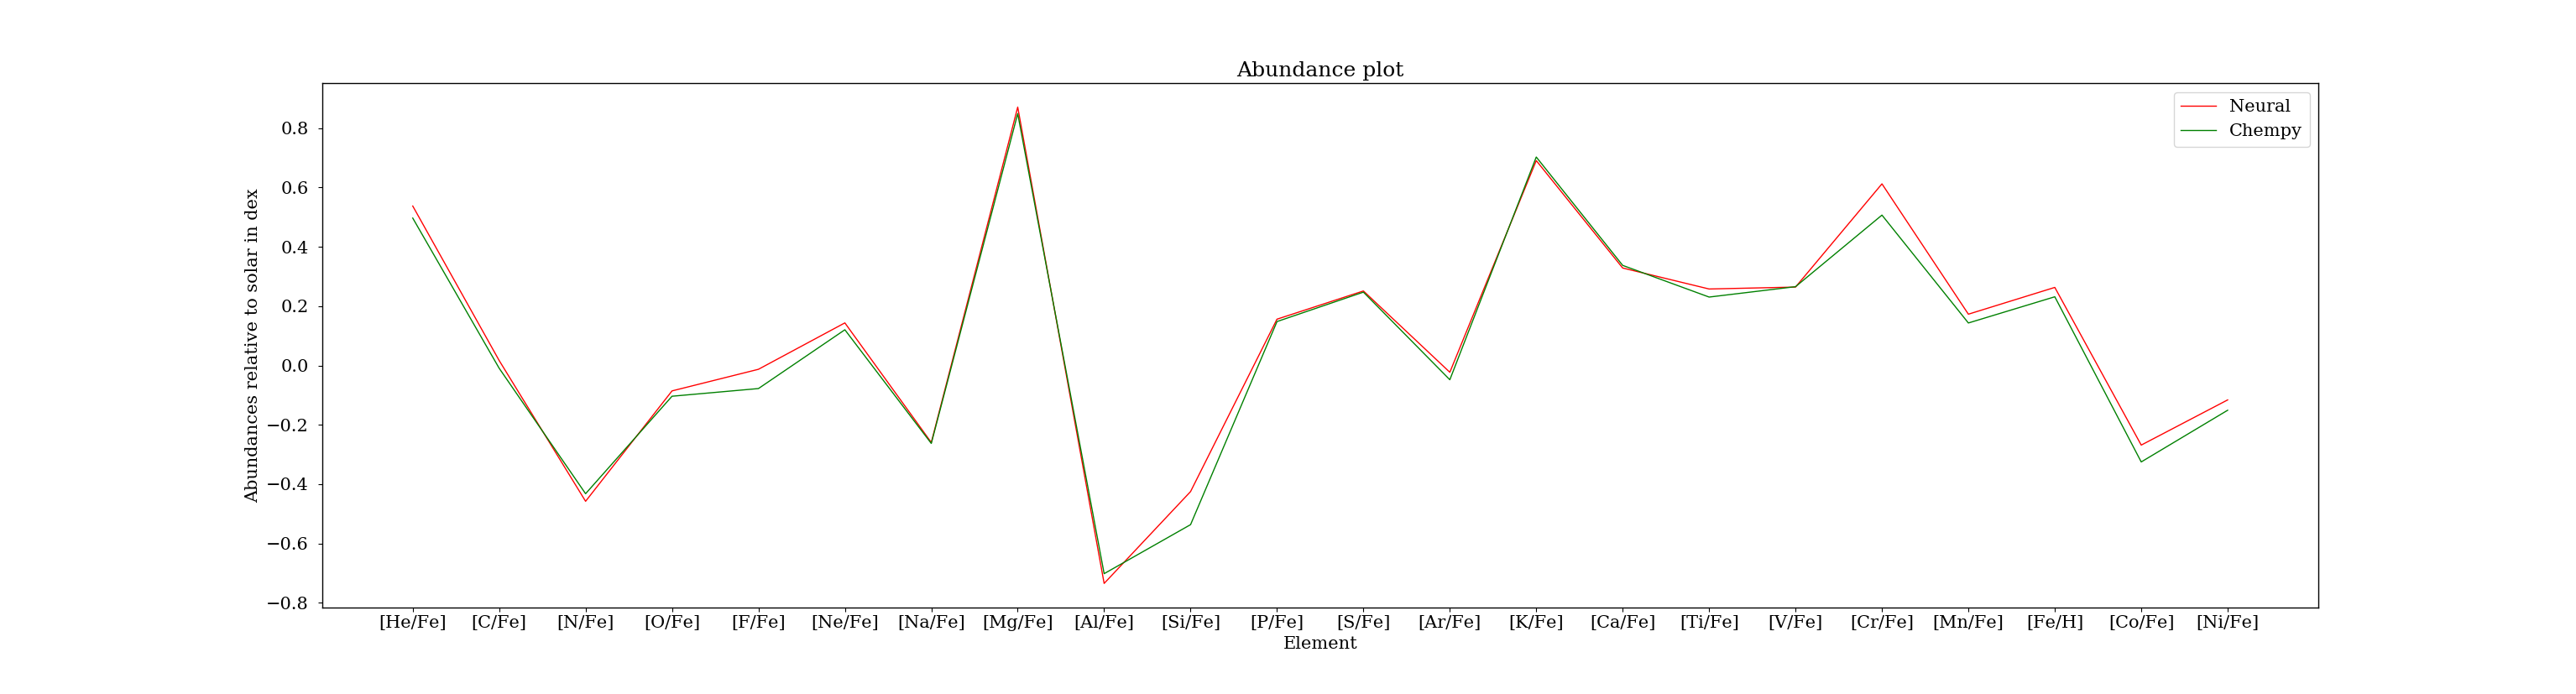 Abundance plot
Neural
Chempy
Abundances relative to solar in dex
0.8
0.6
0.4
0.2
0.0
−0.2
−0.4
−0.6
−0.8
[He/Fe] [C/Fe] [N/Fe] [O/Fe] [F/Fe] [Ne/Fe] [Na/Fe] [Mg/Fe] [Al/Fe] [Si/Fe] [P/Fe] [S/Fe] [Ar/Fe] [K/Fe] [Ca/Fe] [Ti/Fe] [V/Fe] [Cr/Fe] [Mn/Fe] [Fe/H] [Co/Fe] [Ni/Fe]
Element